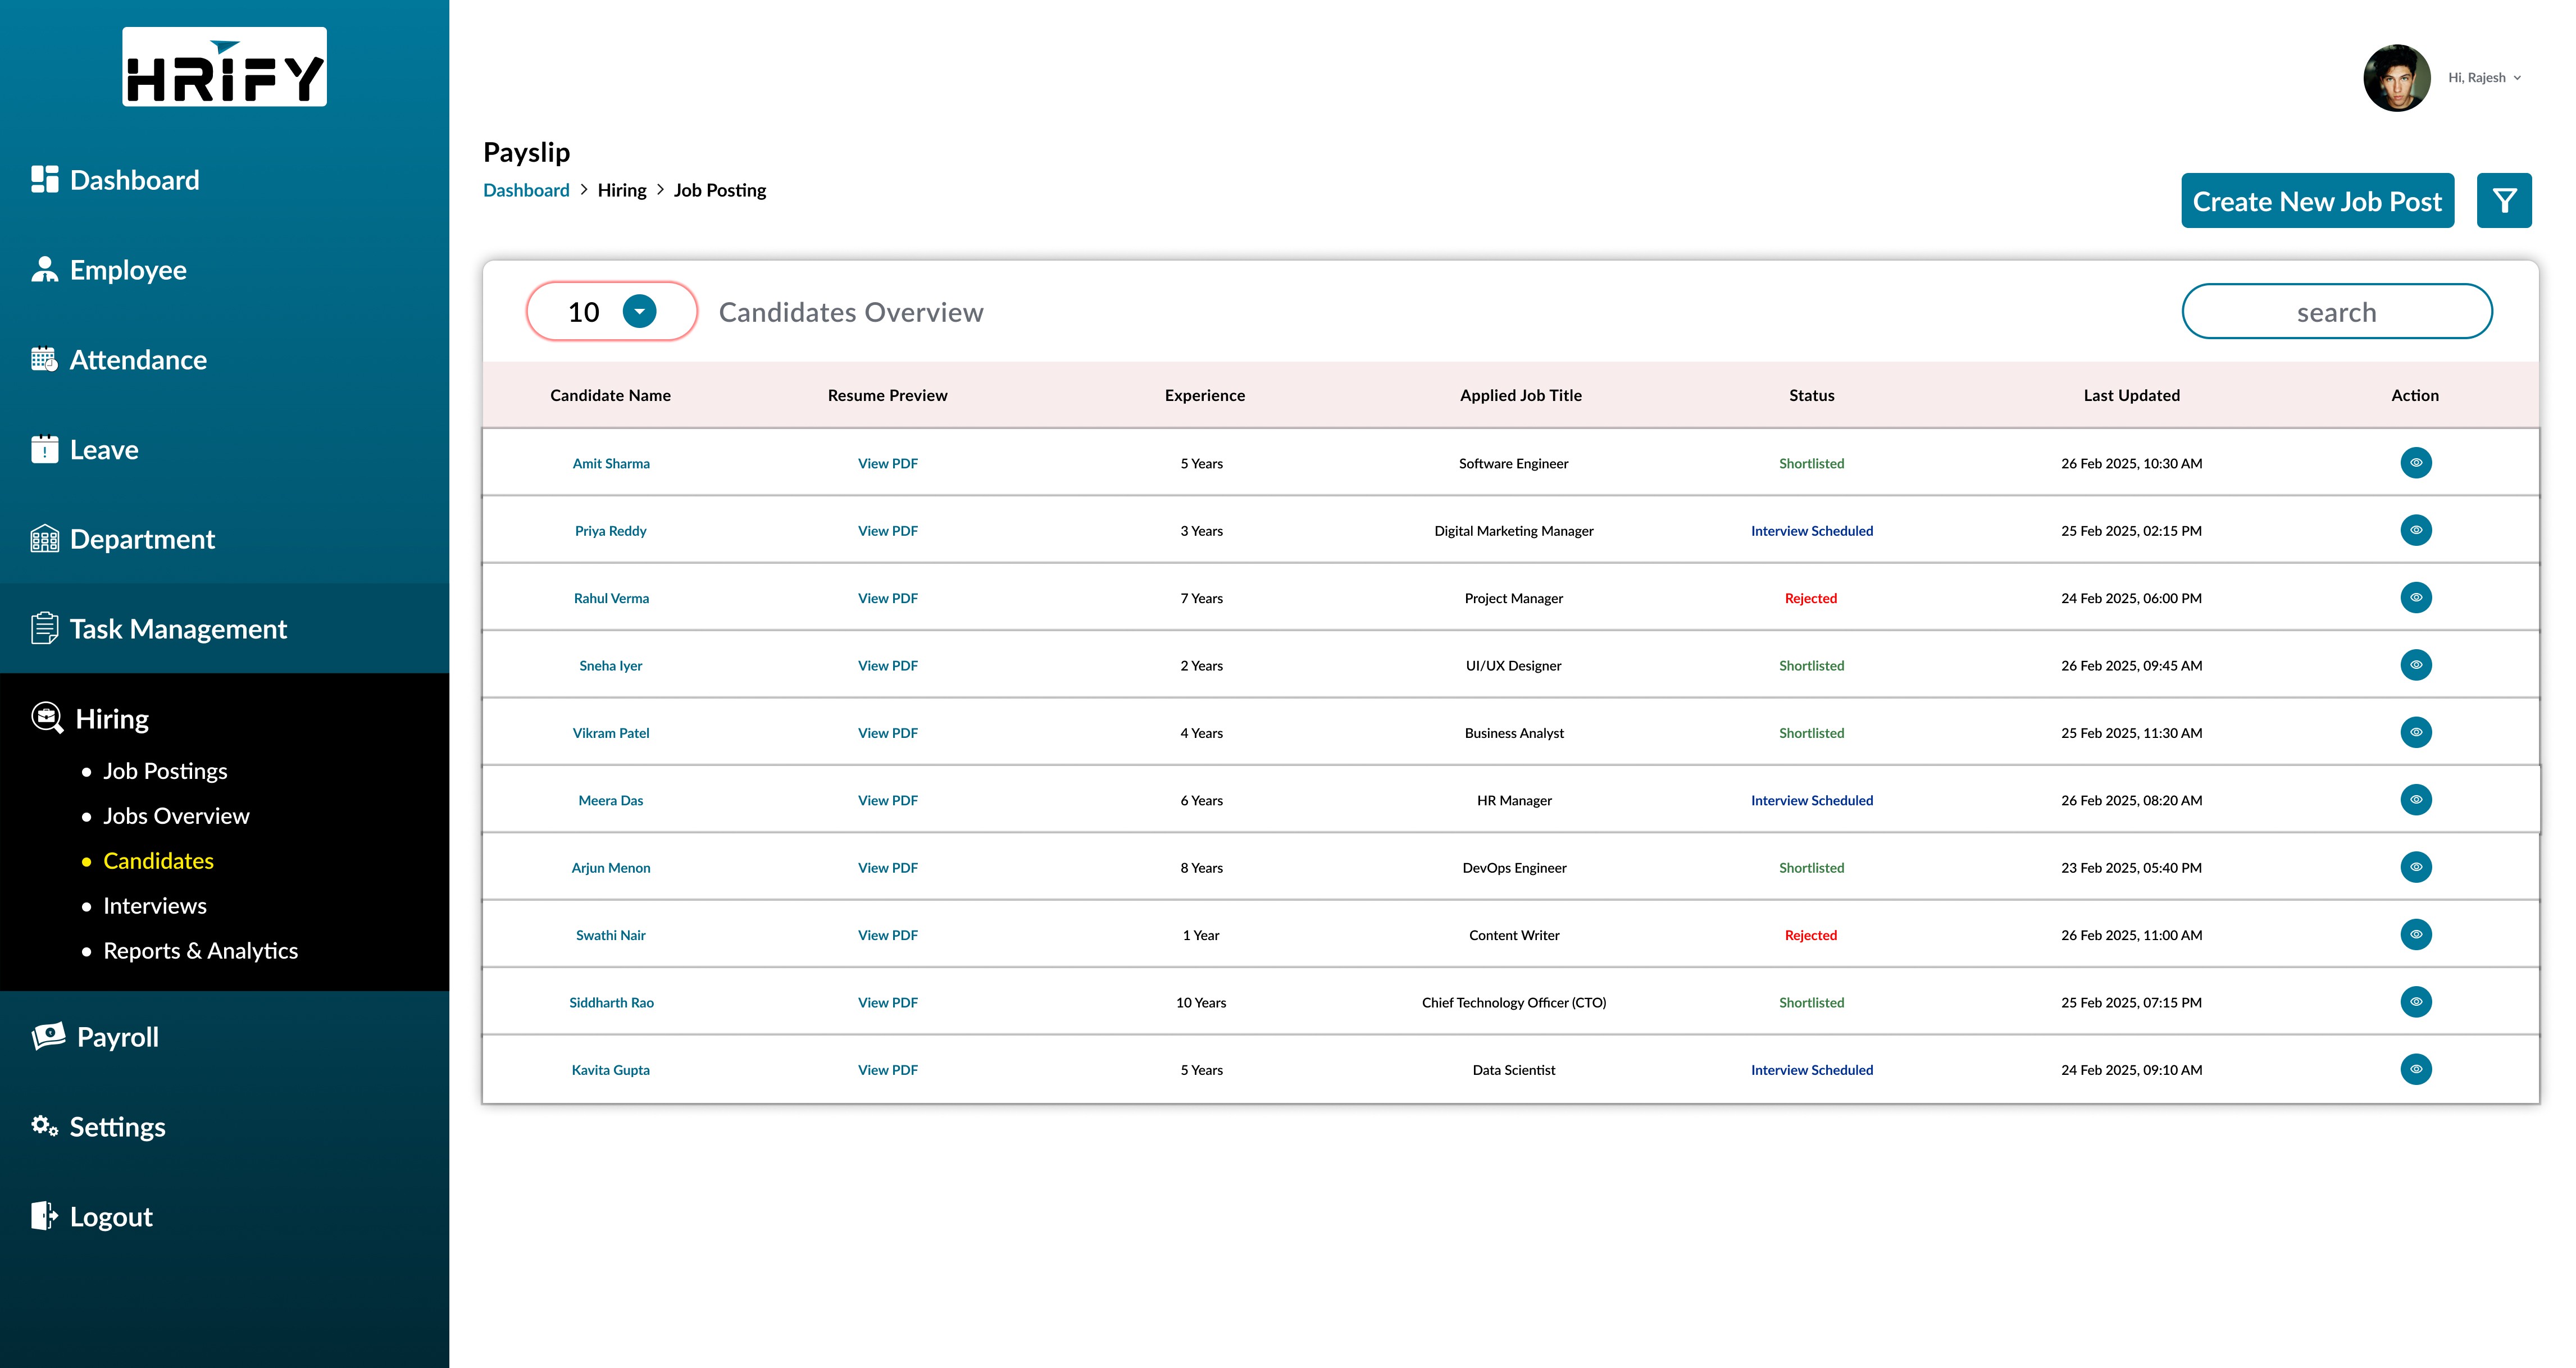 HRIFY
Hi, Rajesh
Dashboard
Employee
Attendance
Leave
Department
Task Management
Hiring
Job Postings
Jobs Overview
Candidates
Interviews
Reports & Analytics
Payroll
Settings
Logout
Payslip
Dashboard > Hiring > Job Posting
Create New Job Post
10 Candidates Overview search
Candidate Name Resume Preview Experience Applied Job Title Status Last Updated Action
Amit Sharma View PDF 5 Years Software Engineer Shortlisted 26 Feb 2025, 10:30 AM
Priya Reddy View PDF 3 Years Digital Marketing Manager Interview Scheduled 25 Feb 2025, 02:15 PM
Rahul Verma View PDF 7 Years Project Manager Rejected 24 Feb 2025, 06:00 PM
Sneha Iyer View PDF 2 Years UI/UX Designer Shortlisted 26 Feb 2025, 09:45 AM
Vikram Patel View PDF 4 Years Business Analyst Shortlisted 25 Feb 2025, 11:30 AM
Meera Das View PDF 6 Years HR Manager Interview Scheduled 26 Feb 2025, 08:20 AM
Arjun Menon View PDF 8 Years DevOps Engineer Shortlisted 23 Feb 2025, 05:40 PM
Swathi Nair View PDF 1 Year Content Writer Rejected 26 Feb 2025, 11:00 AM
Siddharth Rao View PDF 10 Years Chief Technology Officer (CTO) Shortlisted 25 Feb 2025, 07:15 PM
Kavita Gupta View PDF 5 Years Data Scientist Interview Scheduled 24 Feb 2025, 09:10 AM